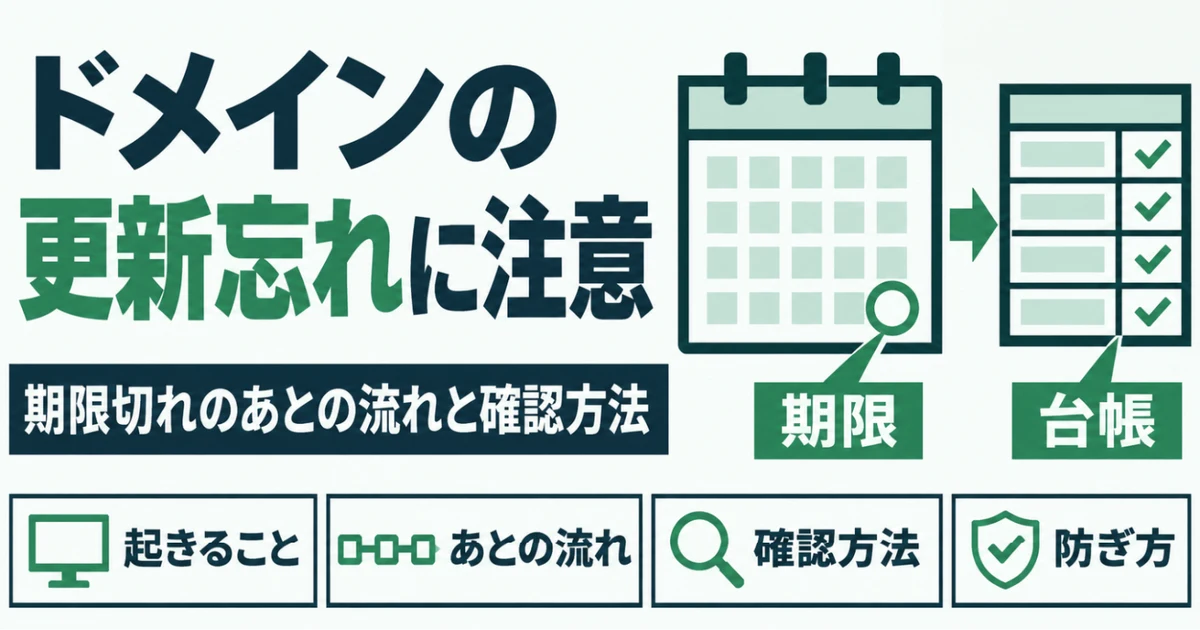 ドメインの
更新忘れに注意
期限切れのあとの流れと確認方法
期限
台帳
起きること
あとの流れ
確認方法
防ぎ方